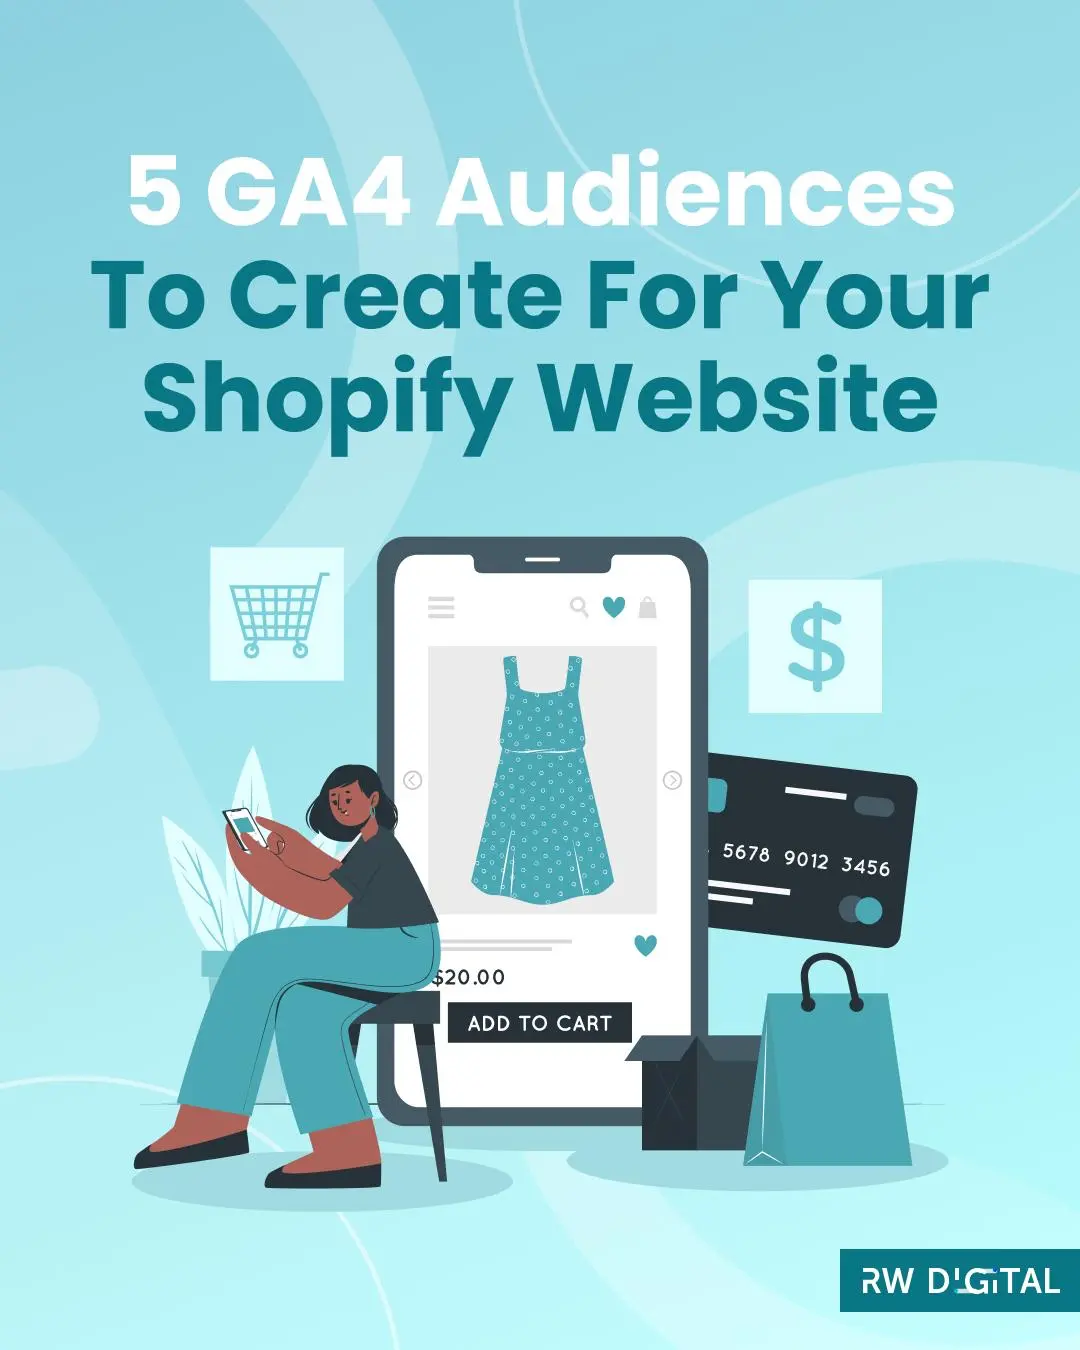 5 GA4 Audiences
To Create For Your
Shopify Website
$
5678 9012 3456
$20.00
ADD TO CART
RW DIGITAL